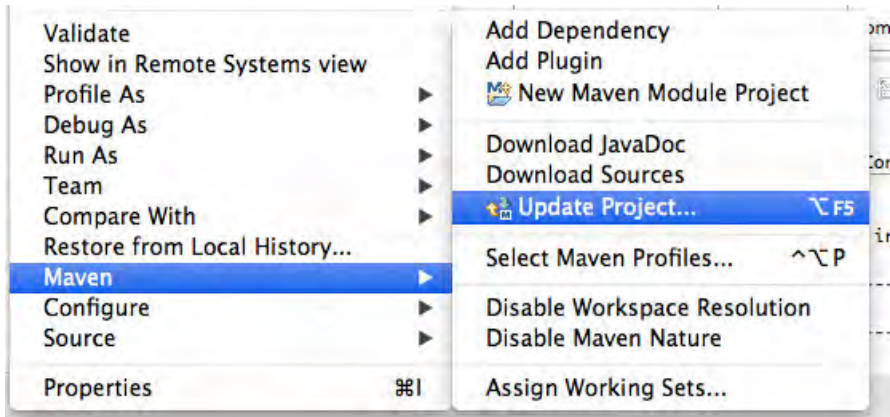 Validate
Show in Remote Systems view
Profile As ▶
Debug As ▶
Run As ▶
Team ▶
Compare With ▶
Restore from Local History...
Maven ▶
Configure ▶
Source ▶
Properties ⌘I
Add Dependency
Add Plugin
New Maven Module Project
Download JavaDoc
Download Sources
Update Project... ⌥F5
Select Maven Profiles... ^⌥P
Disable Workspace Resolution
Disable Maven Nature
Assign Working Sets...